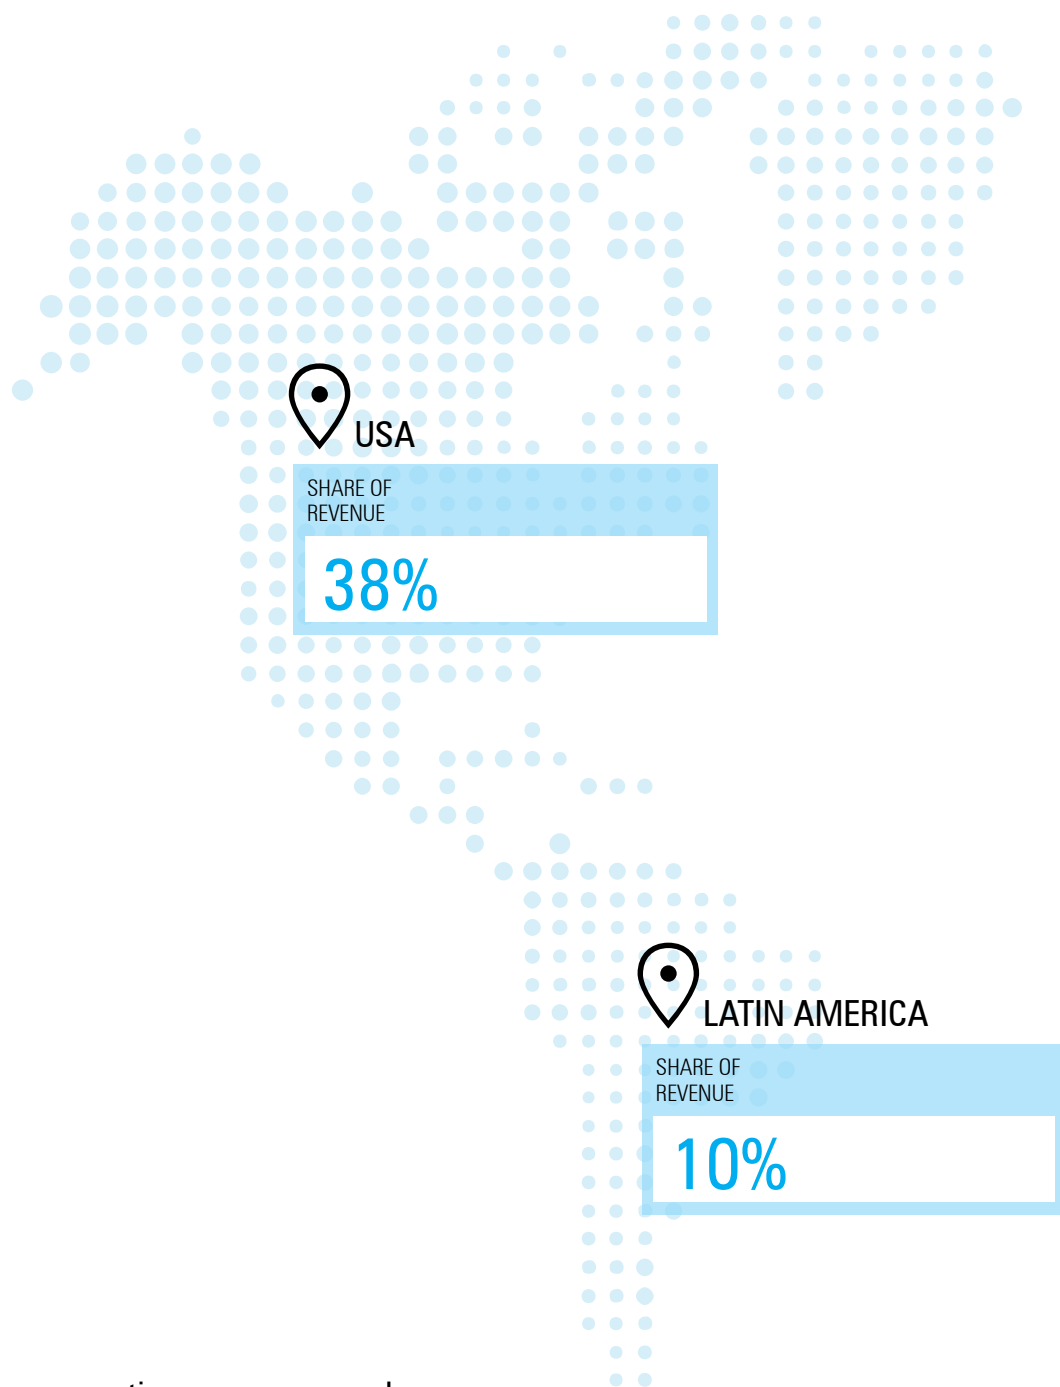 USA
SHARE OF
REVENUE
38%
LATIN AMERICA
SHARE OF
REVENUE
10%